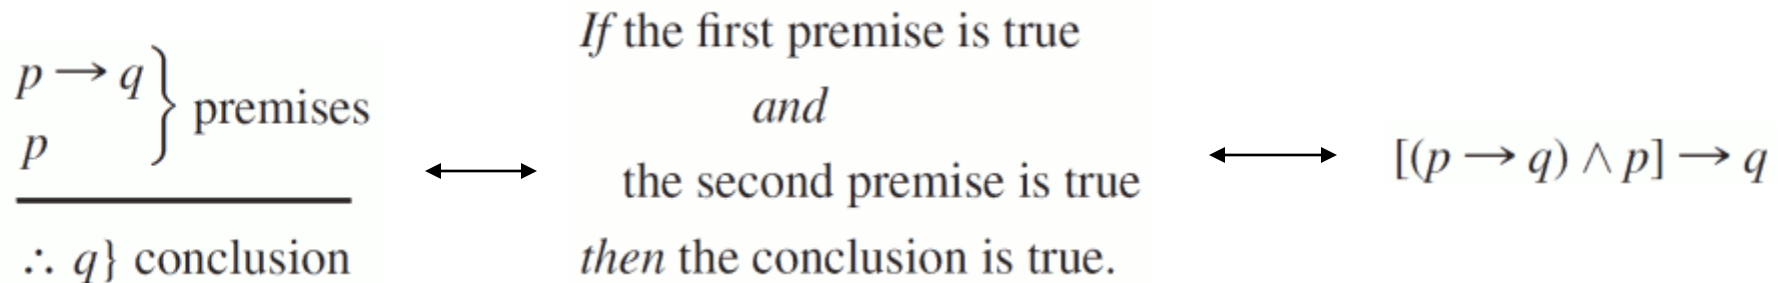 p → q } premises
p
∴ q} conclusion
If the first premise is true
and
the second premise is true
then the conclusion is true.
[(p → q) ∧ p] → q